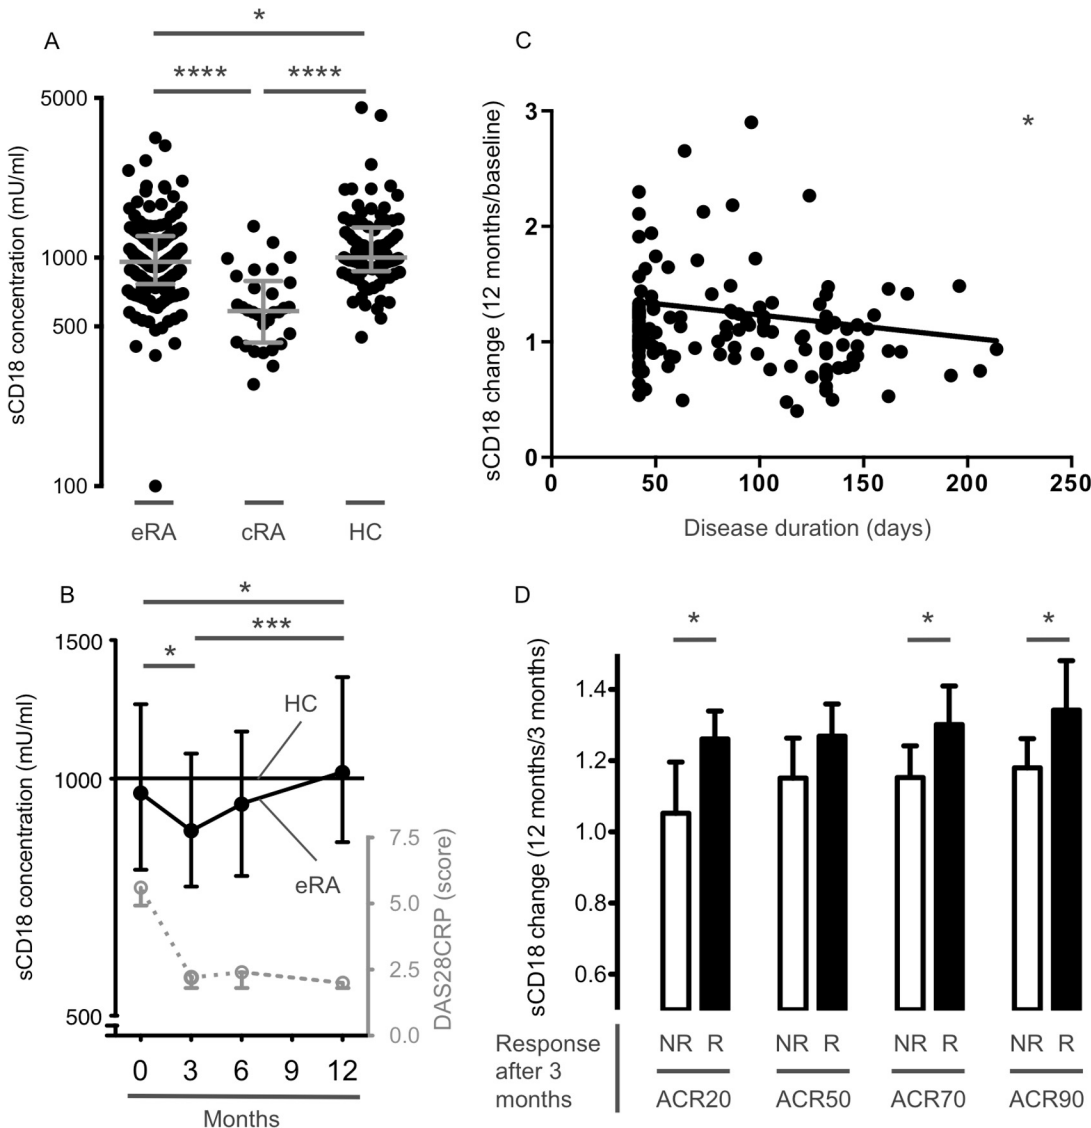 A
*
****
****
sCD18 concentration (mU/ml)
5000
1000
500
100
eRA
cRA
HC
C
*
sCD18 change (12 months/baseline)
3
2
1
0
0
50
100
150
200
250
Disease duration (days)
B
*
***
*
sCD18 concentration (mU/ml)
1500
1000
500
HC
eRA
DAS28CRP (score)
7.5
5.0
2.5
0.0
0
3
6
9
12
Months
D
*
*
*
sCD18 change (12 months/3 months)
1.4
1.2
1.0
0.8
0.6
Response
after 3
months
NR R
NR R
NR R
NR R
ACR20
ACR50
ACR70
ACR90